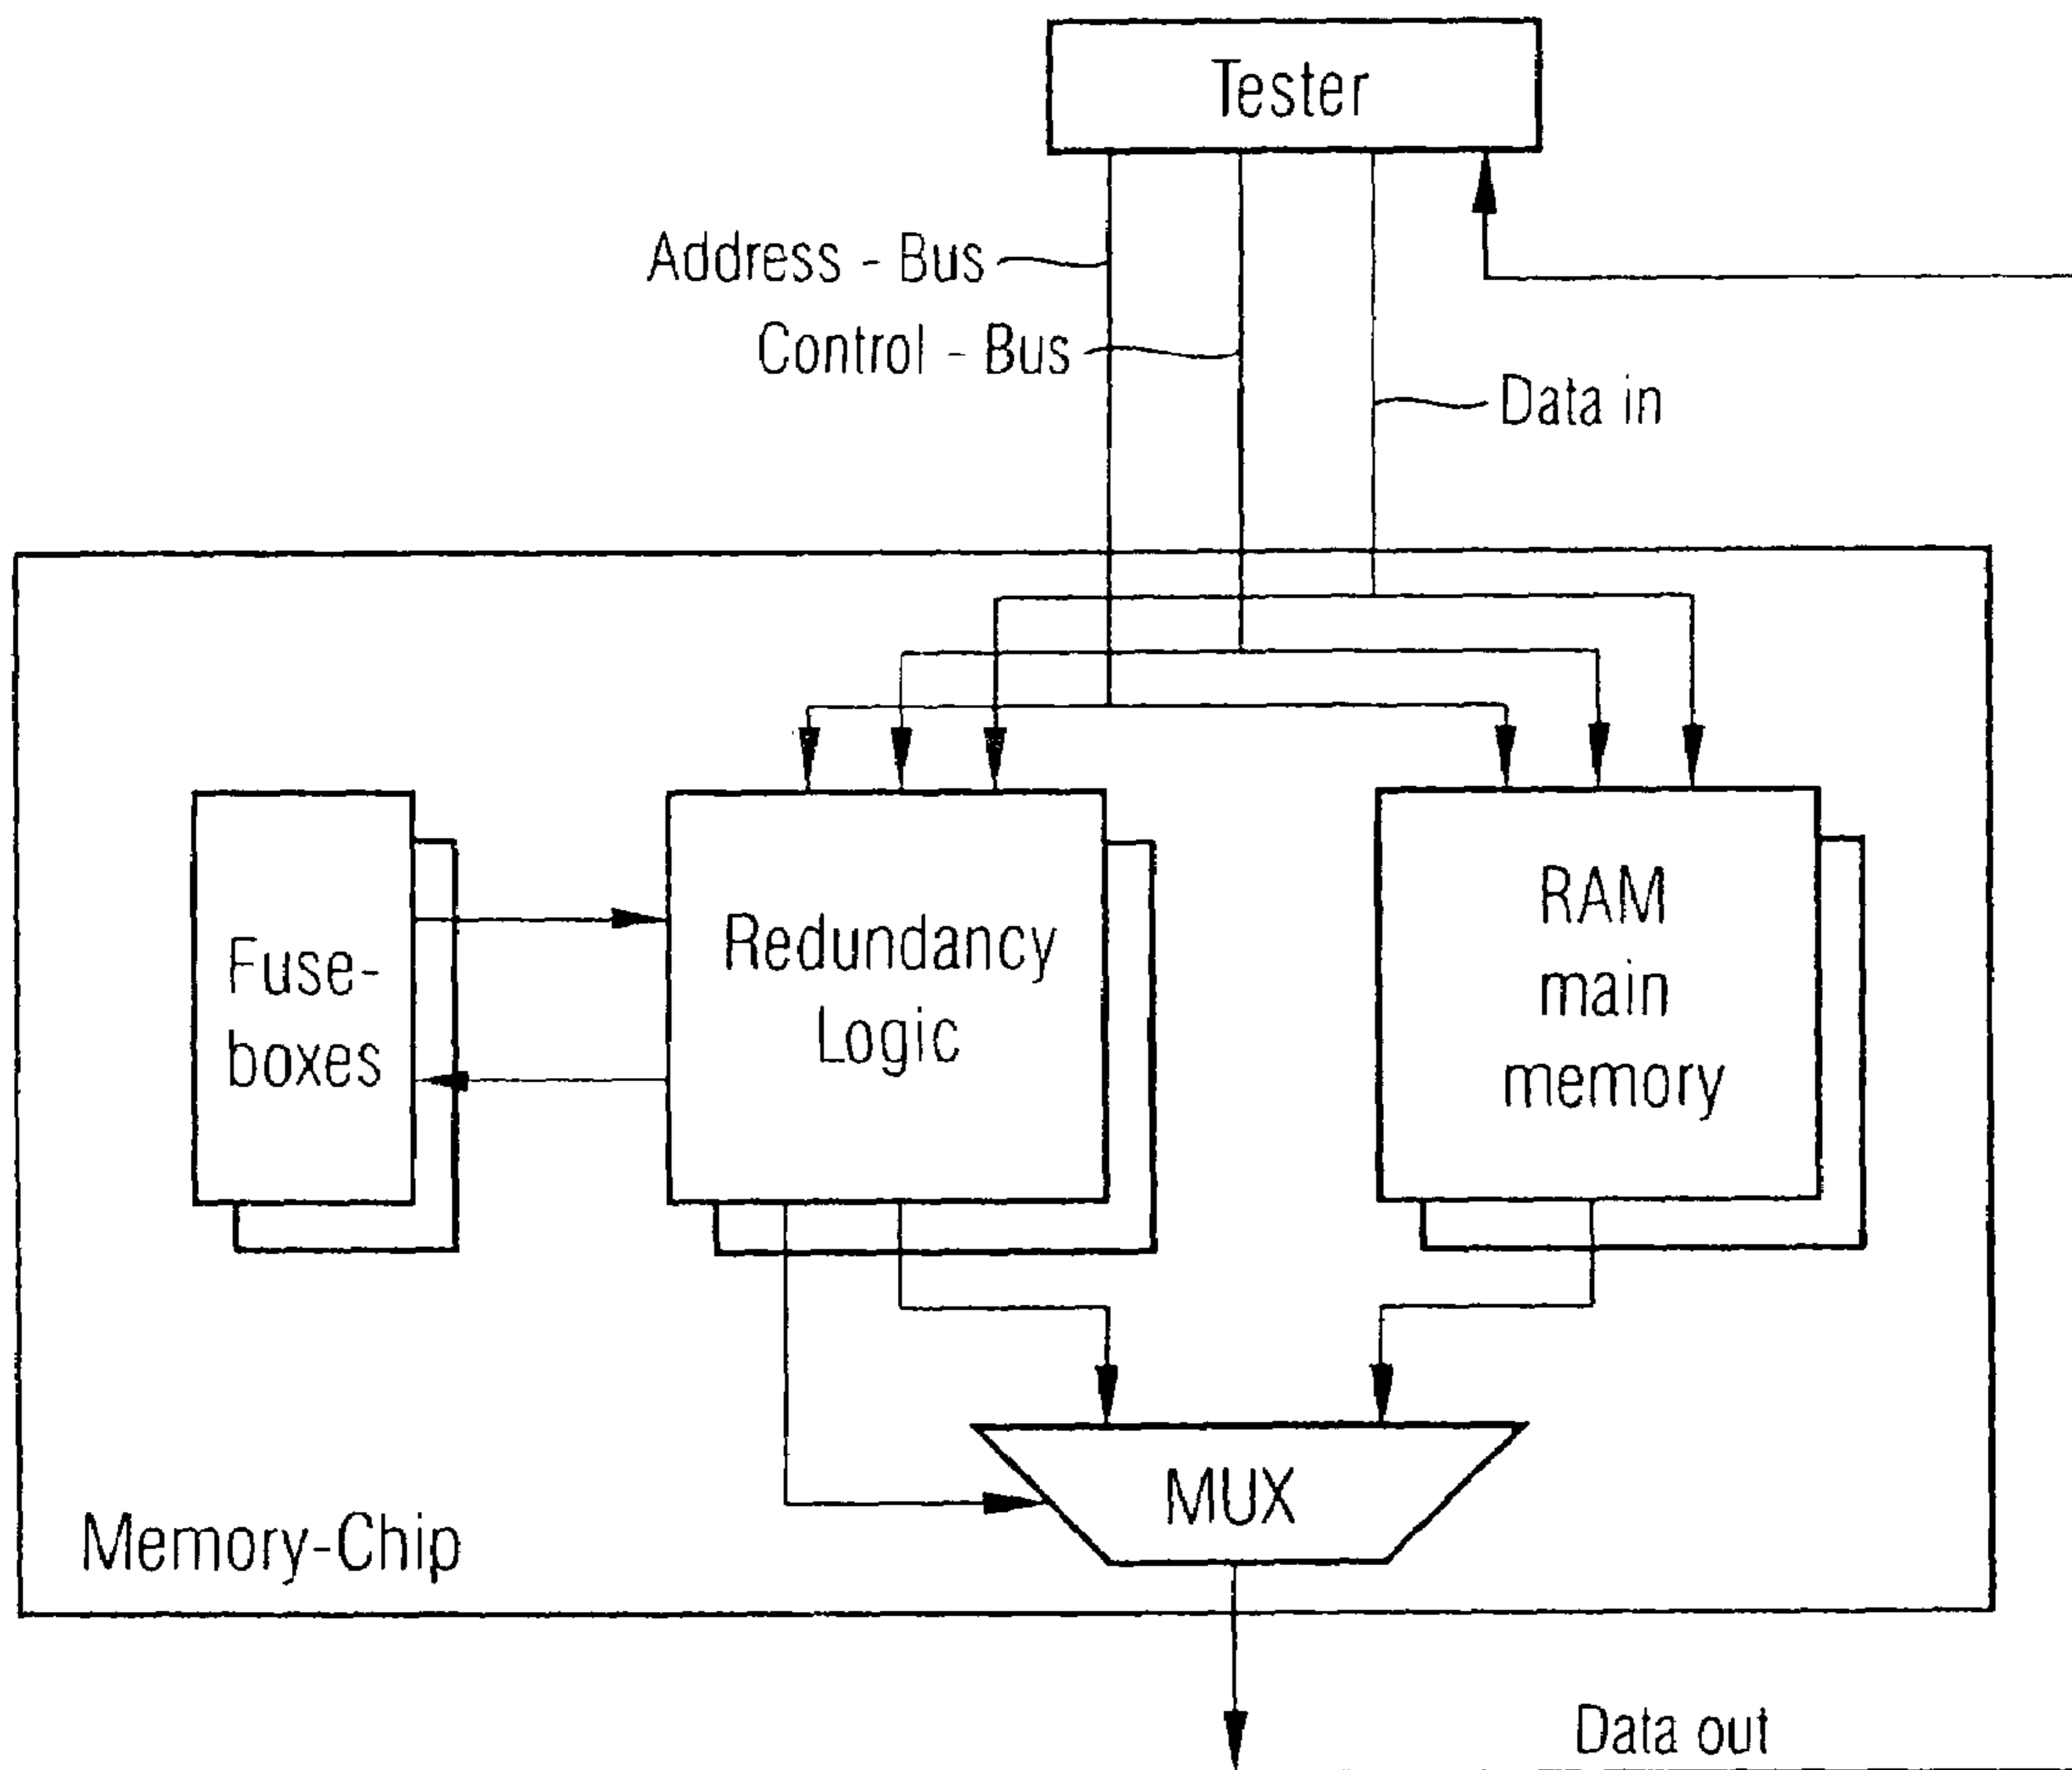 Tester
Address - Bus
Control - Bus
Data in
Fuse-
boxes
Redundancy
Logic
RAM
main
memory
MUX
Memory-Chip
Data out